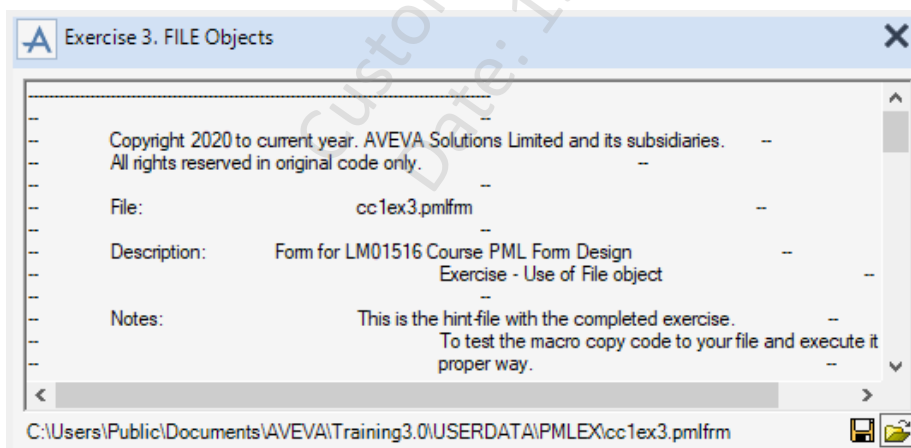 Exercise 3. FILE Objects
Custo
Date: 1
--------------------------------------------------------------------------------
-- --
-- Copyright 2020 to current year. AVEVA Solutions Limited and its subsidiaries. --
-- All rights reserved in original code only. --
-- --
-- File: cc1ex3.pmlfrm --
-- --
-- Description: Form for LM01516 Course PML Form Design --
-- Exercise - Use of File object --
-- --
-- Notes: This is the hint-file with the completed exercise. --
-- To test the macro copy code to your file and execute it
-- proper way. --
C:\Users\Public\Documents\AVEVA\Training3.0\USERDATA\PMLEX\cc1ex3.pmlfrm